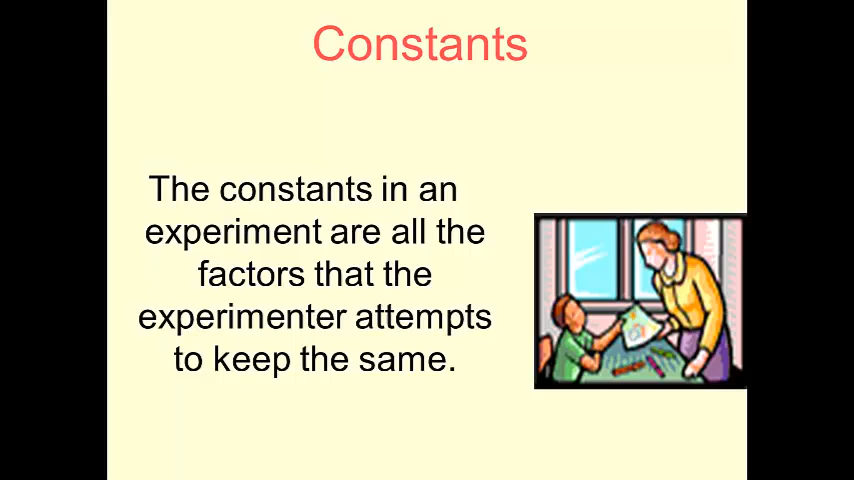 Constants
The constants in an
experiment are all the
factors that the
experimenter attempts
to keep the same.